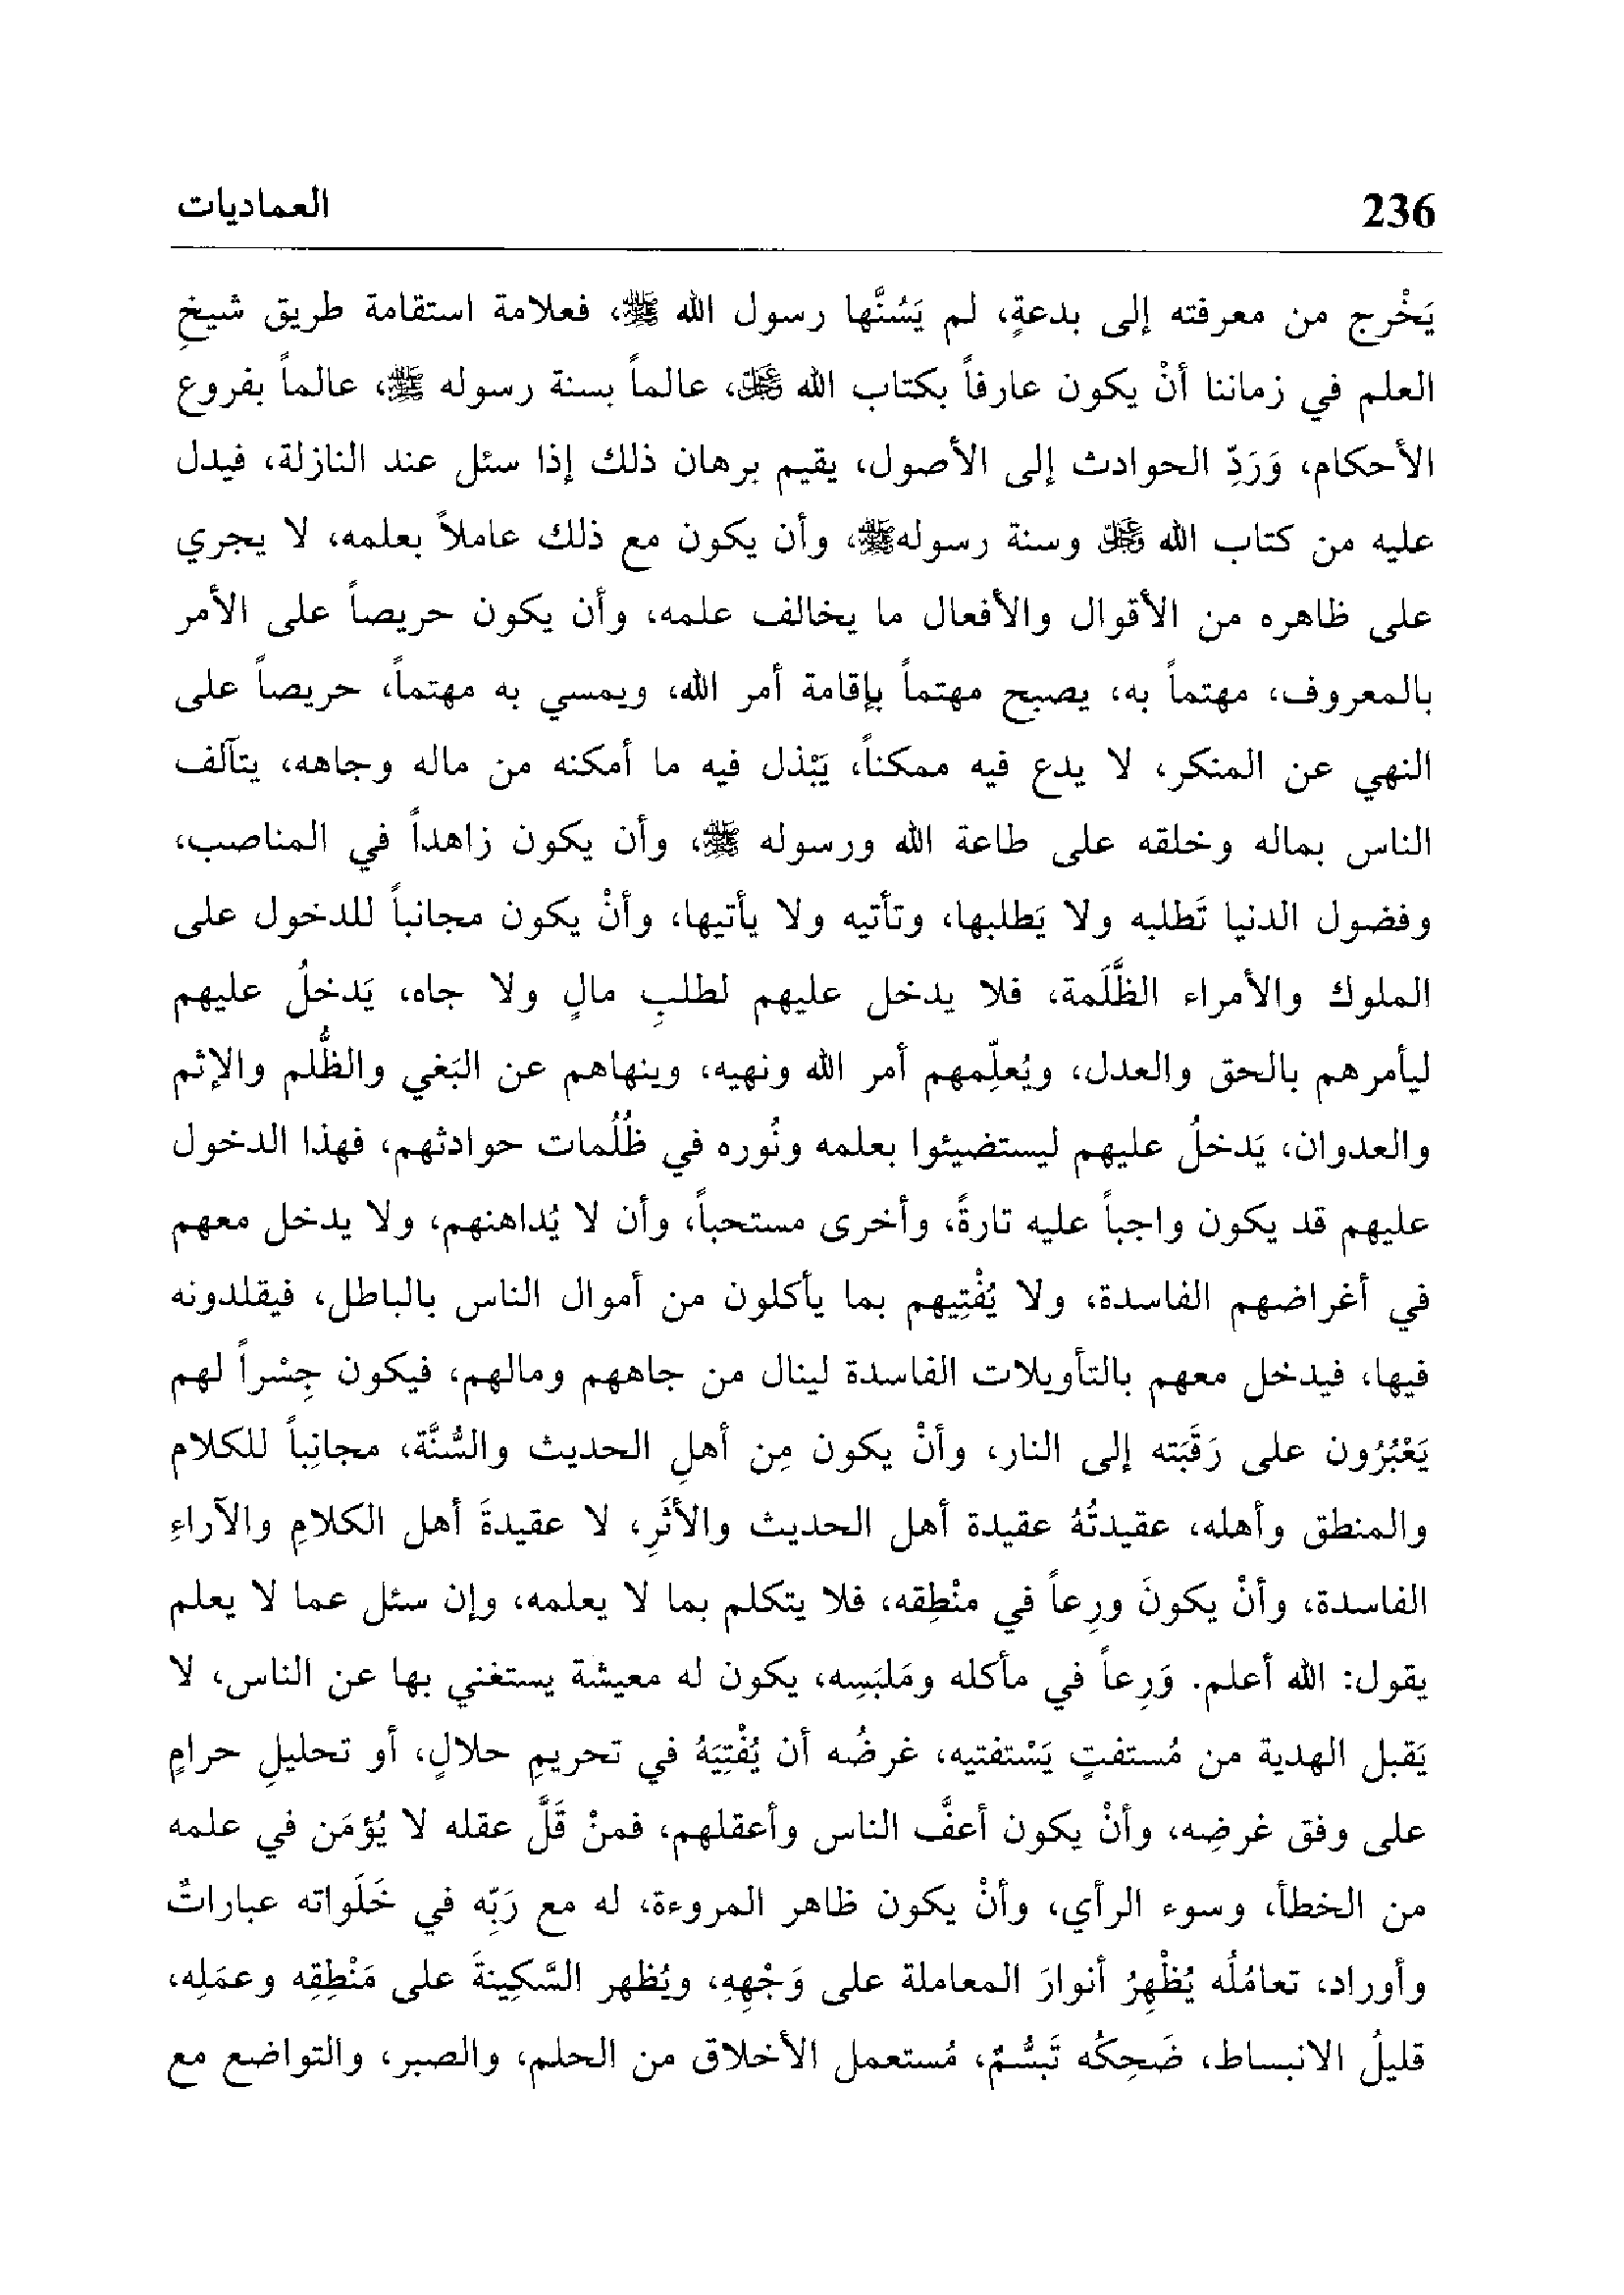 236
العماديات
يَخْرج من معرفته إلى بدعةٍ، لم يَسُنَّها رسول الله ﷺ، فعلامة استقامة طريق شيخِ
العلم في زماننا أنْ يكون عارفاً بكتاب الله ﷻ، عالماً بسنة رسوله ﷺ، عالماً بفروع
الأحكام، وَرَدِّ الحوادث إلى الأصول، يقيم برهان ذلك إذا سئل عند النازلة، فيدل
عليه من كتاب الله ﷻ وسنة رسوله ﷺ، وأن يكون مع ذلك عاملاً بعلمه، لا يجري
على ظاهره من الأقوال والأفعال ما يخالف علمه، وأن يكون حريصاً على الأمر
بالمعروف، مهتماً به، يصبح مهتماً بإقامة أمر الله، ويمسي به مهتماً، حريصاً على
النهي عن المنكر، لا يدع فيه ممكناً، يَبْذل فيه ما أمكنه من ماله وجاهه، يتآلف
الناس بماله وخلقه على طاعة الله ورسوله ﷺ، وأن يكون زاهداً في المناصب،
وفضول الدنيا تَطلبه ولا يَطلبها، وتأتيه ولا يأتيها، وأنْ يكون مجانباً للدخول على
الملوك والأمراء الظَّلَمة، فلا يدخل عليهم لطلبِ مالٍ ولا جاه، يَدخلُ عليهم
ليأمرهم بالحق والعدل، ويُعلِّمهم أمر الله ونهيه، وينهاهم عن البَغي والظُّلم والإثم
والعدوان، يَدخلُ عليهم ليستضيئوا بعلمه ونُوره في ظُلُمات حوادثهم، فهذا الدخول
عليهم قد يكون واجباً عليه تارةً، وأخرى مستحباً، وأن لا يُداهنهم، ولا يدخل معهم
في أغراضهم الفاسدة، ولا يُفْتِيهم بما يأكلون من أموال الناس بالباطل، فيقلدونه
فيها، فيدخل معهم بالتأويلات الفاسدة لينال من جاههم ومالهم، فيكون جِسْراً لهم
يَعْبُرُون على رَقَبَته إلى النار، وأنْ يكون مِن أهلِ الحديث والسُّنَّة، مجانِباً للكلام
والمنطق وأهله، عقيدتُهُ عقيدة أهل الحديث والأثَرِ، لا عقيدةَ أهل الكلامِ والآراءِ
الفاسدة، وأنْ يكونَ ورِعاً في منْطِقه، فلا يتكلم بما لا يعلمه، وإن سئل عما لا يعلم
يقول: الله أعلم. وَرِعاً في مأكله ومَلبَسِه، يكون له معيشة يستغني بها عن الناس، لا
يَقبل الهدية من مُستفتٍ يَسْتفتيه، غرضُه أن يُفْتِيَهُ في تحريمِ حلالٍ، أو تحليلِ حرامٍ
على وفق غرضِه، وأنْ يكون أعفَّ الناس وأعقلهم، فمنْ قَلَّ عقله لا يُؤمَن في علمه
من الخطأ، وسوء الرأي، وأنْ يكون ظاهر المروءة، له مع رَبِّه في خَلَواته عباراتٌ
وأوراد، تعامُلُه يُظْهِرُ أنوارَ المعاملة على وَجْهِهِ، ويُظهر السَّكِينةَ على مَنْطِقِه وعمَلِه،
قليلُ الانبساط، ضَحِكُه تَبسُّمٌ، مُستعمل الأخلاق من الحلم، والصبر، والتواضع مع